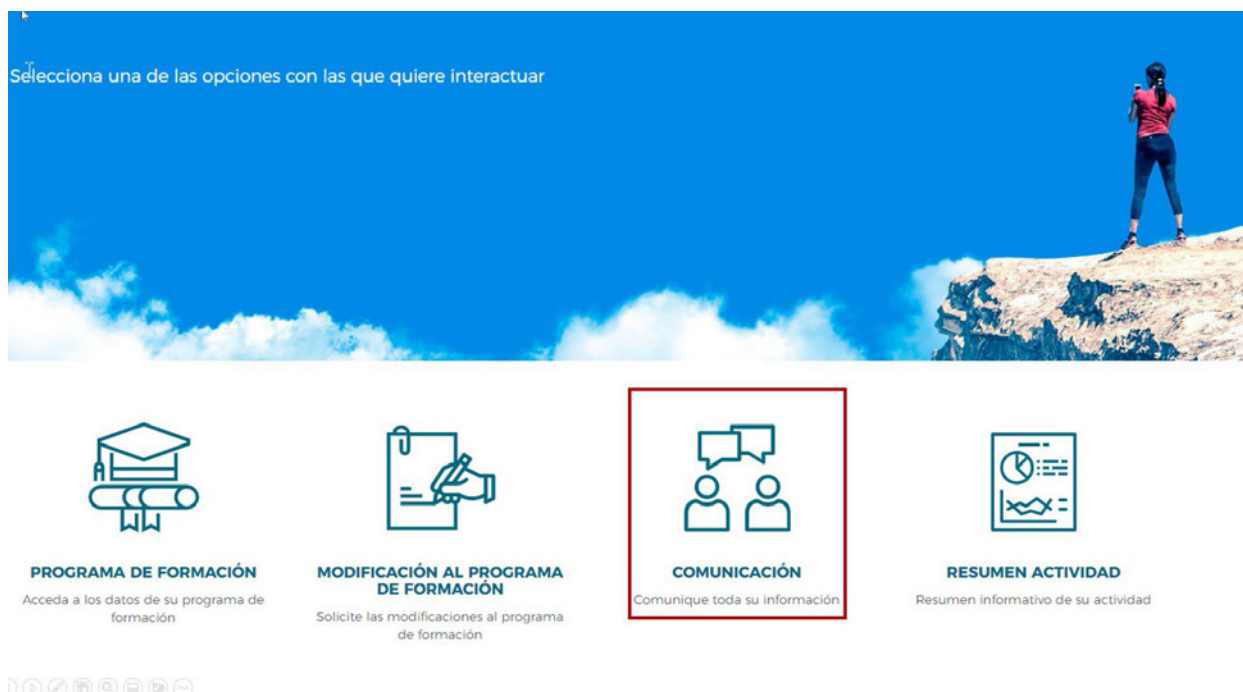 Selecciona una de las opciones con las que quiere interactuar
PROGRAMA DE FORMACIÓN
Acceda a los datos de su programa de
formación
MODIFICACIÓN AL PROGRAMA
DE FORMACIÓN
Solicite las modificaciones al programa
de formación
COMUNICACIÓN
Comunique toda su información
RESUMEN ACTIVIDAD
Resumen informativo de su actividad